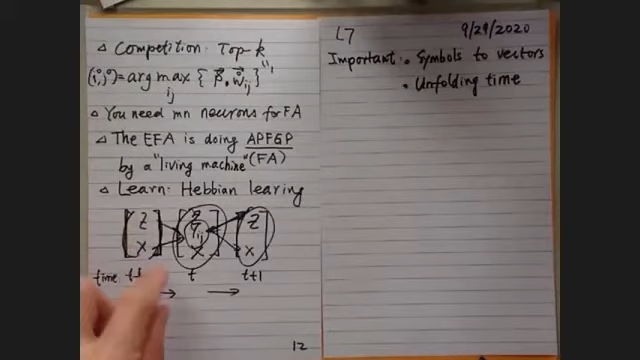 △ Competition: Top-k
(i,j) = arg max { p⃗ · w⃗ij }
ij
△ You need mn neurons for FA
△ The EFA is doing APFGP
by a "living machine" (FA)
△ Learn: Hebbian learing
Z Z Z
Yij
X X X
time: t t+1
→ →
12
L7 9/29/2020
Important: • Symbols to vectors
• Unfolding time